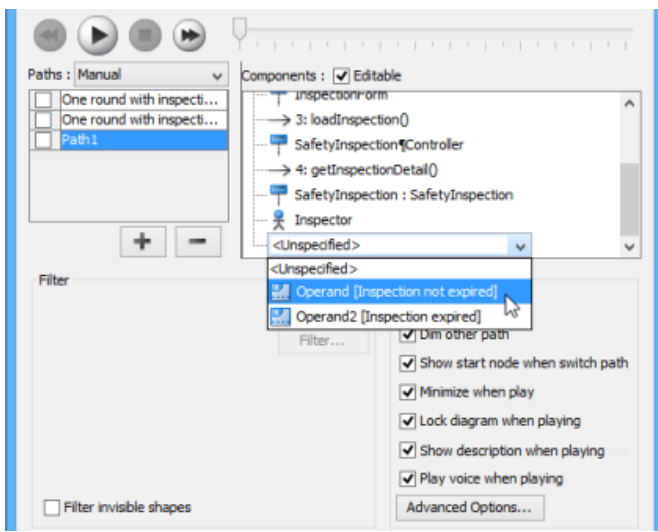 Paths : Manual
Components : Editable
One round with inspecti...
One round with inspecti...
Path1
InspectionForm
3: loadInspection()
SafetyInspection¶Controller
4: getInspectionDetail()
SafetyInspection : SafetyInspection
Inspector
<Unspecified>
<Unspecified>
Operand [Inspection not expired]
Operand2 [Inspection expired]
Filter
Filter...
Dim other path
Show start node when switch path
Minimize when play
Lock diagram when playing
Show description when playing
Play voice when playing
Filter invisible shapes
Advanced Options...